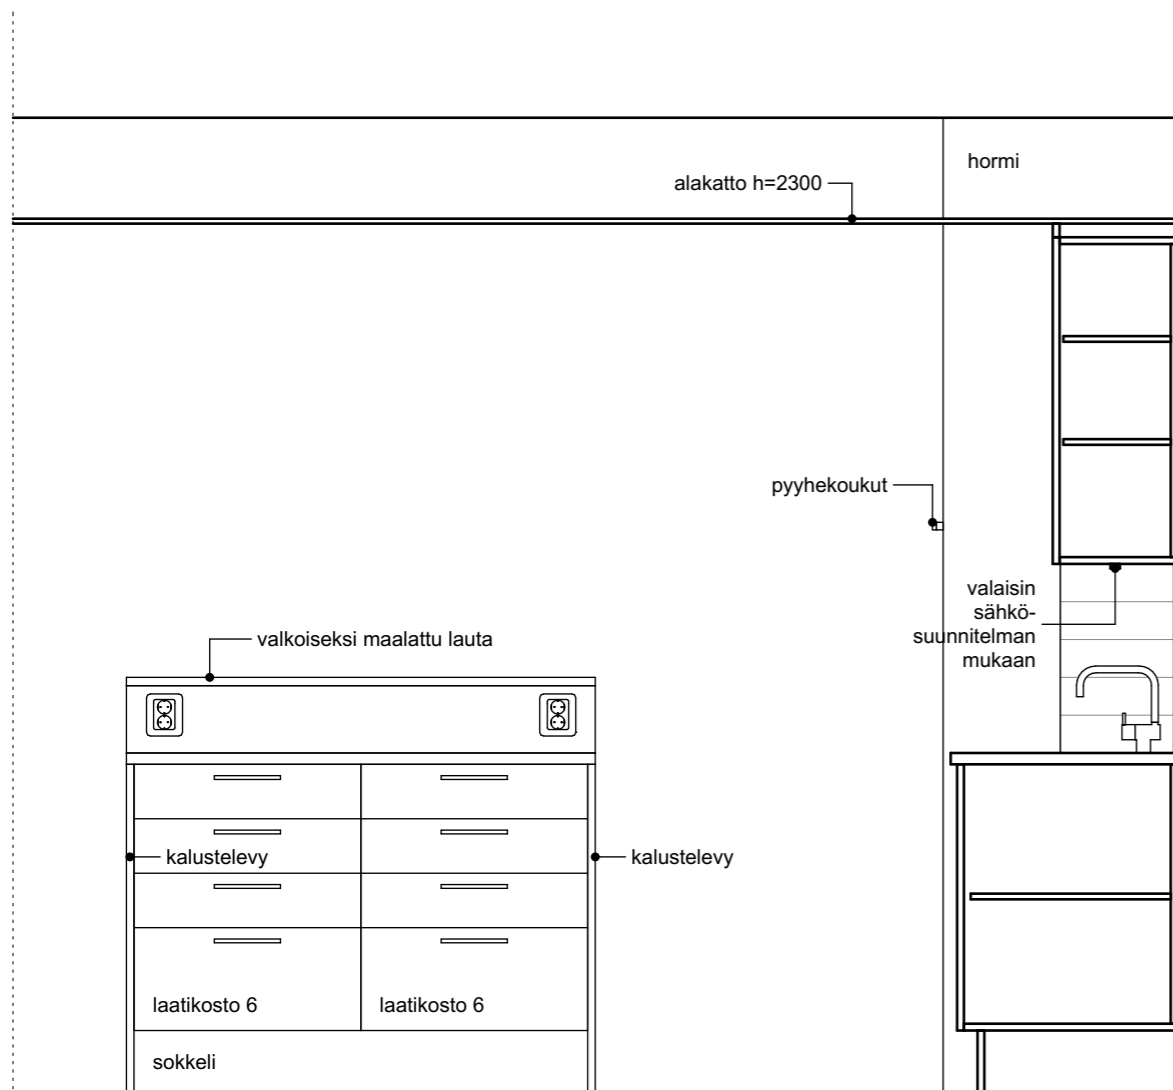 hormi
alakatto h=2300
pyyhekoukut
valaisin
sähkö-
suunnitelman
mukaan
valkoiseksi maalattu lauta
kalustelevy
kalustelevy
laatikosto 6
laatikosto 6
sokkeli